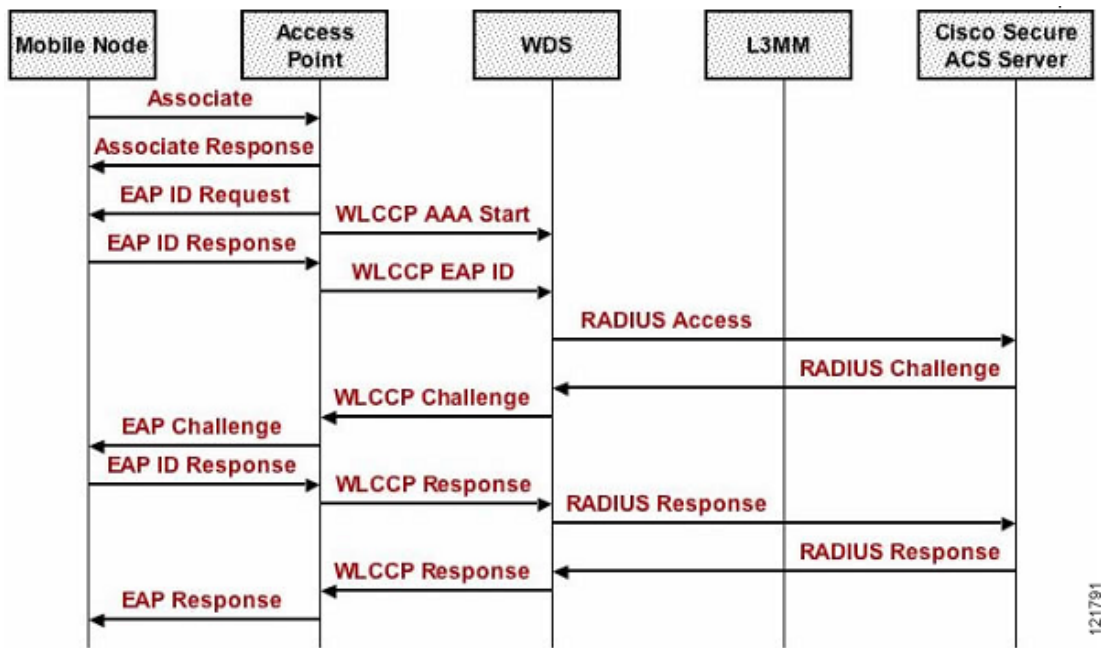 Mobile Node
Access
Point
WDS
L3MM
Cisco Secure
ACS Server
Associate
Associate Response
EAP ID Request
WLCCP AAA Start
EAP ID Response
WLCCP EAP ID
RADIUS Access
RADIUS Challenge
WLCCP Challenge
EAP Challenge
EAP ID Response
WLCCP Response
RADIUS Response
RADIUS Response
WLCCP Response
EAP Response
121791